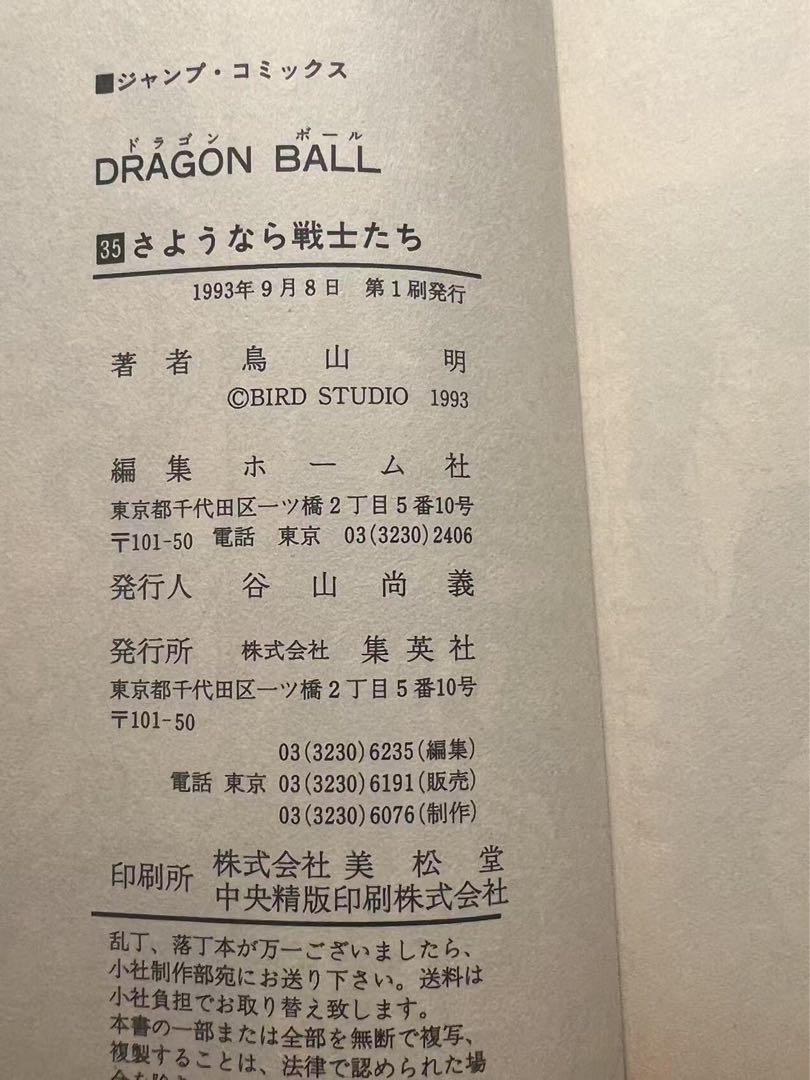 ■ジャンプ・コミックス
ドラゴン ボール
DRAGON BALL
35 さようなら戦士たち
1993年9月8日 第1刷発行
著者 鳥山 明
©BIRD STUDIO 1993
編集 ホーム社
東京都千代田区一ツ橋2丁目5番10号
〒101-50 電話 東京 03(3230)2406
発行人 谷山尚義
発行所 株式会社 集英社
東京都千代田区一ツ橋2丁目5番10号
〒101-50
03(3230)6235(編集)
電話 東京 03(3230)6191(販売)
03(3230)6076(制作)
印刷所 株式会社 美松堂
中央精版印刷株式会社
乱丁、落丁本が万一ございましたら、
小社制作部宛にお送り下さい。送料は
小社負担でお取り替え致します。
本書の一部または全部を無断で複写、
複製することは、法律で認められた場